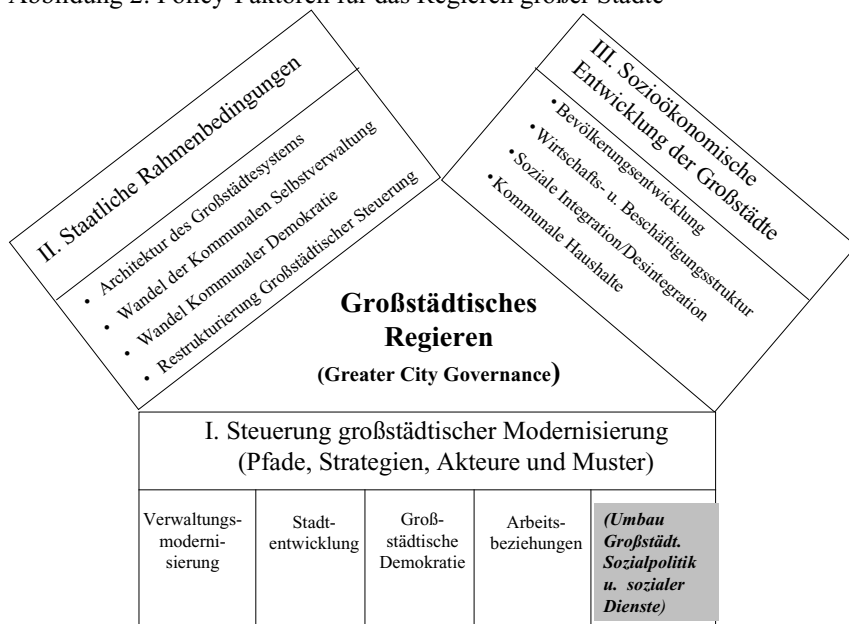 Abbildung 2: Policy-Faktoren für das Regieren großer Städte
II. Staatliche Rahmenbedingungen
• Architektur des Großstädtesystems
• Wandel der Kommunalen Selbstverwaltung
• Wandel Kommunaler Demokratie
• Restrukturierung Großstädtischer Steuerung
III. Sozioökonomische
Entwicklung der Großstädte
•Bevölkerungsentwicklung
•Wirtschafts- u. Beschäftigungsstruktur
•Soziale Integration/Desintegration
•Kommunale Haushalte
Großstädtisches
Regieren
(Greater City Governance)
I. Steuerung großstädtischer Modernisierung
(Pfade, Strategien, Akteure und Muster)
Verwaltungs-
moderni-
sierung
Stadt-
entwicklung
Groß-
städtische
Demokratie
Arbeits-
beziehungen
(Umbau
Großstädt.
Sozialpolitik
u. sozialer
Dienste)